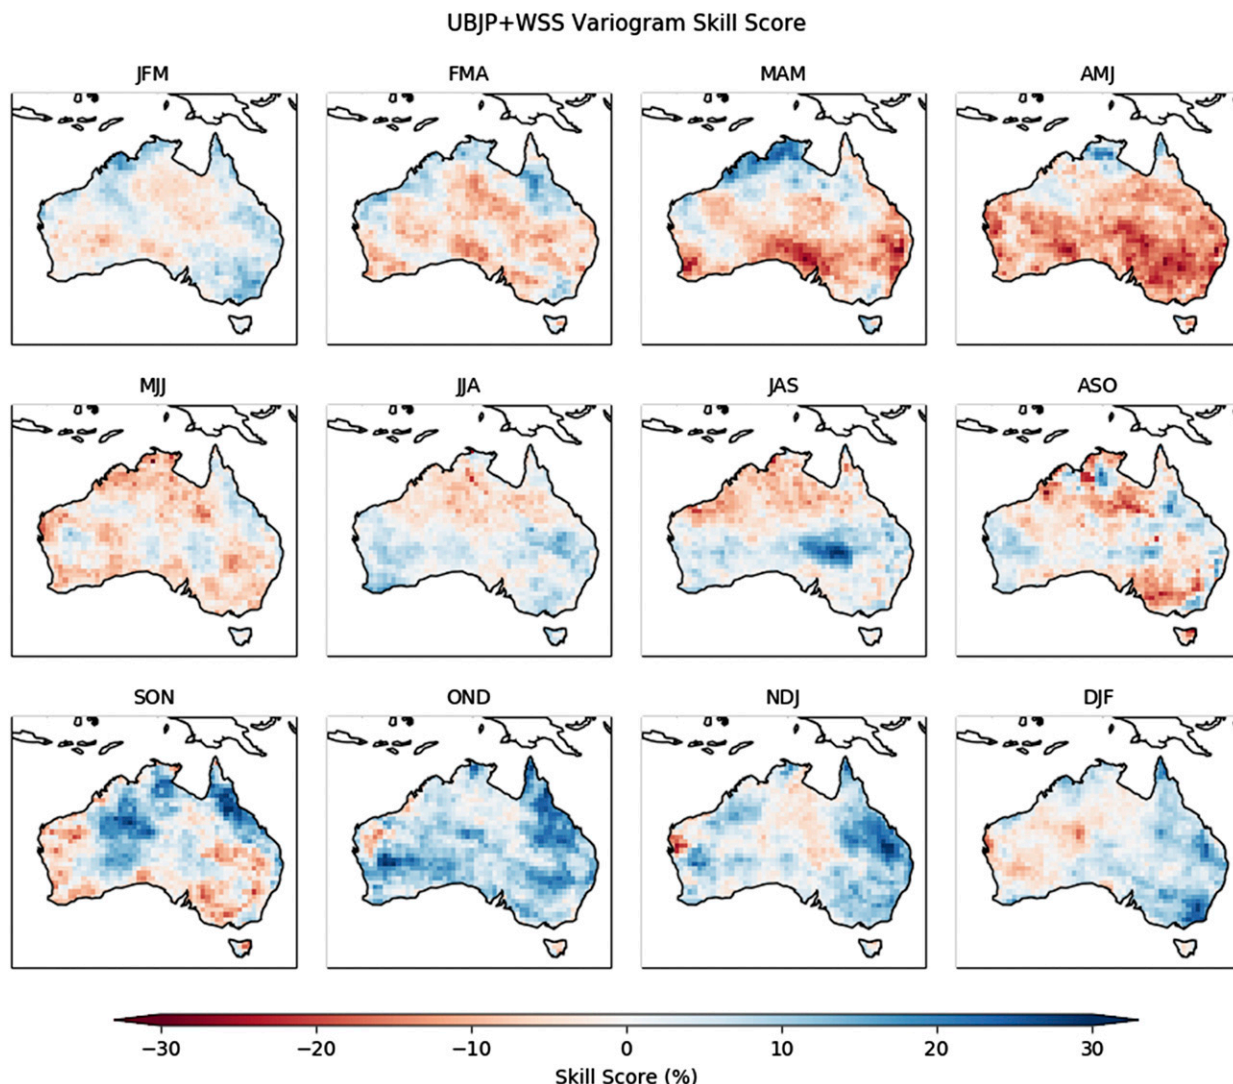 UBJP+WSS Variogram Skill Score
JFM FMA MAM AMJ
MJJ JJA JAS ASO
SON OND NDJ DJF
−30 −20 −10 0 10 20 30
Skill Score (%)